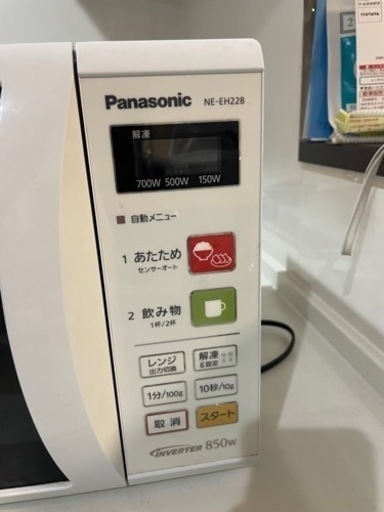 Panasonic NE-EH228
解凍
700W 500W 150W
自動メニュー
1 あたため
センサーオート
2 飲み物
1杯/2杯
レンジ
出力切換
解凍
&設定
1分/100g
10秒/10g
取消
スタート
INVERTER 850W